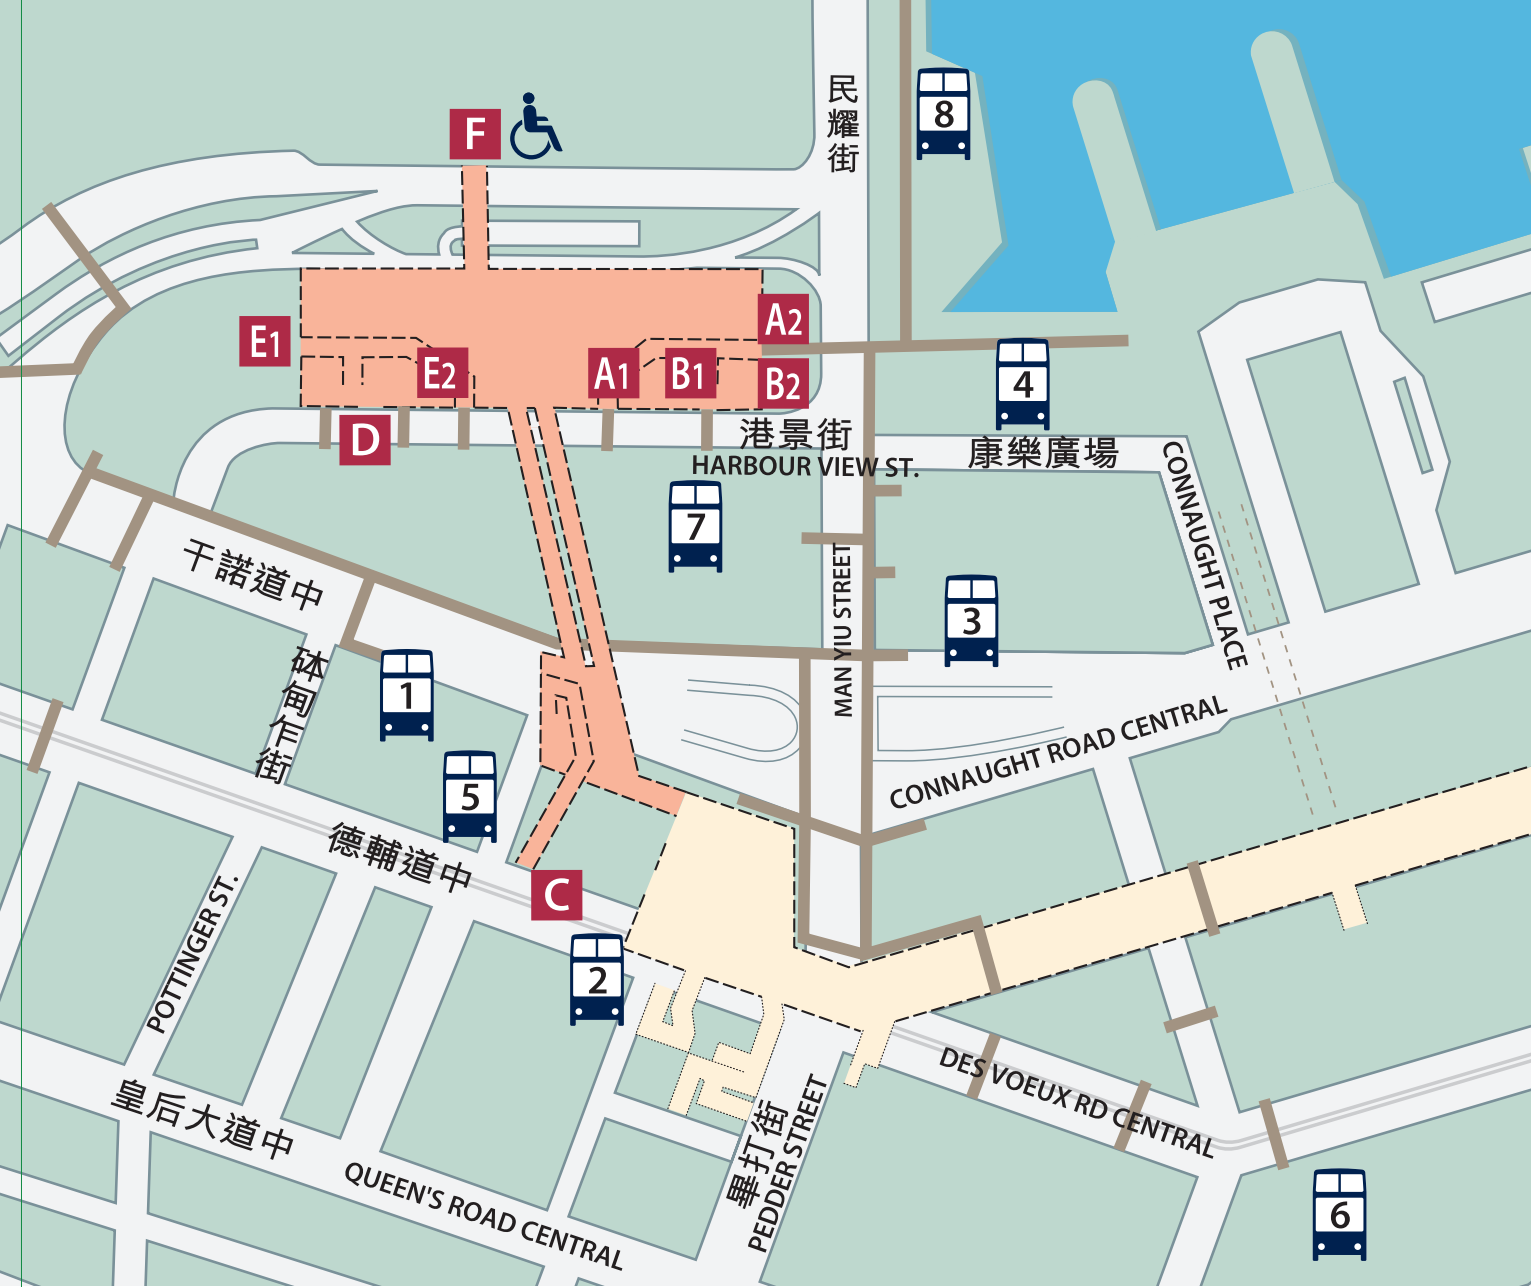 8
民耀街
F
A2
E1
E2
A1
B1
B2
4
D
港景街
HARBOUR VIEW ST.
康樂廣場
CONNAUGHT PLACE
7
干諾道中
MAN YIU STREET
3
砵甸乍街
1
CONNAUGHT ROAD CENTRAL
5
德輔道中
C
POTTINGER ST.
2
DES VOEUX RD CENTRAL
皇后大道中
QUEEN'S ROAD CENTRAL
畢打街
PEDDER STREET
6